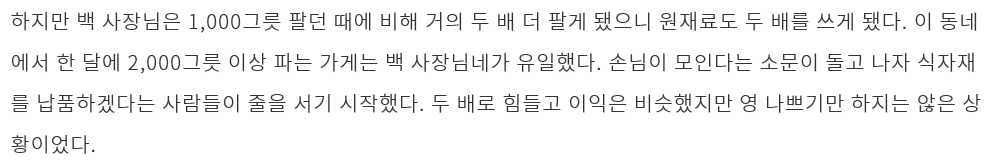 하지만 백 사장님은 1,000그릇 팔던 때에 비해 거의 두 배 더 팔게 됐으니 원재료도 두 배를 쓰게 됐다. 이 동네
에서 한 달에 2,000그릇 이상 파는 가게는 백 사장님네가 유일했다. 손님이 모인다는 소문이 돌고 나자 식자재
를 납품하겠다는 사람들이 줄을 서기 시작했다. 두 배로 힘들고 이익은 비슷했지만 영 나쁘기만 하지는 않은 상
황이었다.